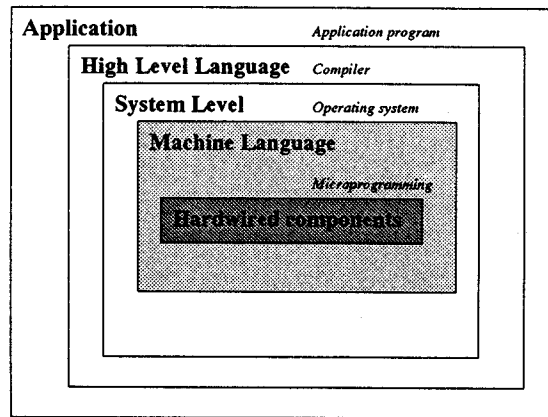 Application Application program
High Level Language Compiler
System Level Operating system
Machine Language
Microprogramming
Hardwired components